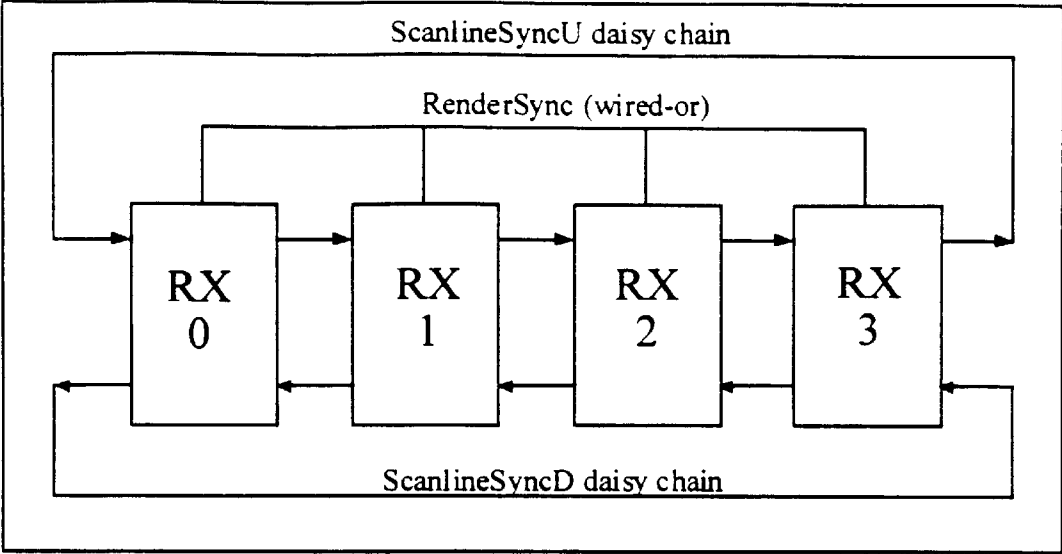 ScanlineSyncU daisy chain
RenderSync (wired-or)
RX
0
RX
1
RX
2
RX
3
ScanlineSyncD daisy chain